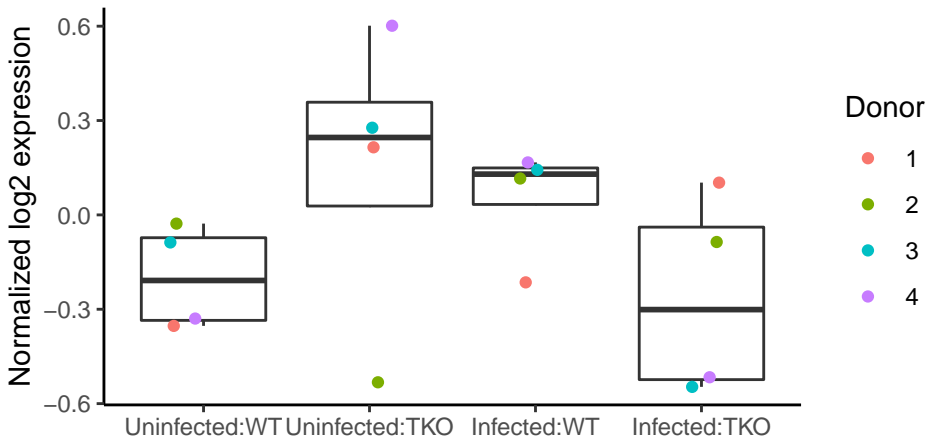 Normalized log2 expression
0.6
0.3
0.0
−0.3
−0.6
Uninfected:WT
Uninfected:TKO
Infected:WT
Infected:TKO
Donor
1
2
3
4